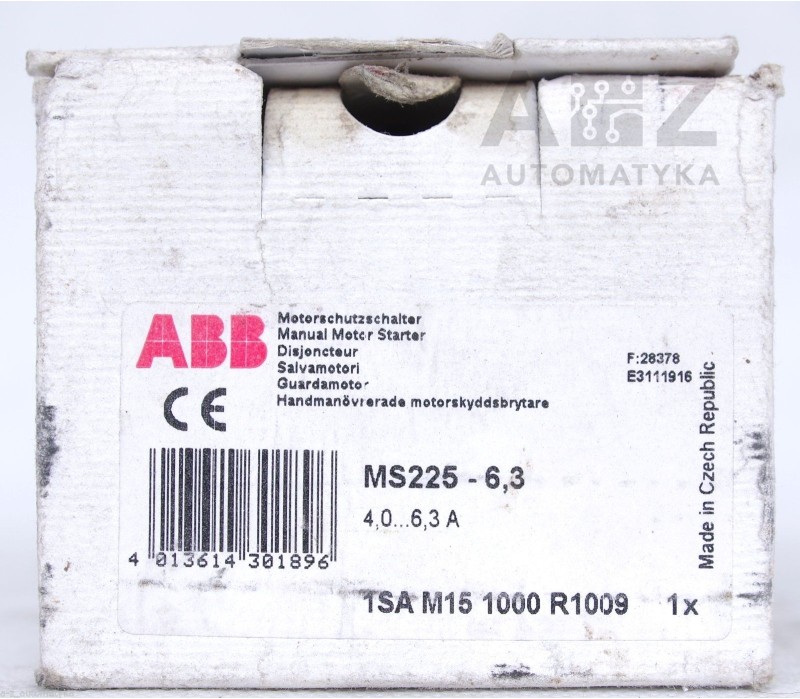 A Z
AUTOMATYKA
ABB
Motorschutzschalter
Manual Motor Starter
Disjoncteur
Salvamotori
Guardamotor
Handmanövrerade motorskyddsbrytare
F:28378
E3111916
CE
MS225 - 6,3
4,0...6,3 A
4 013614 301896
1SA M15 1000 R1009 1x
Made in Czech Republic